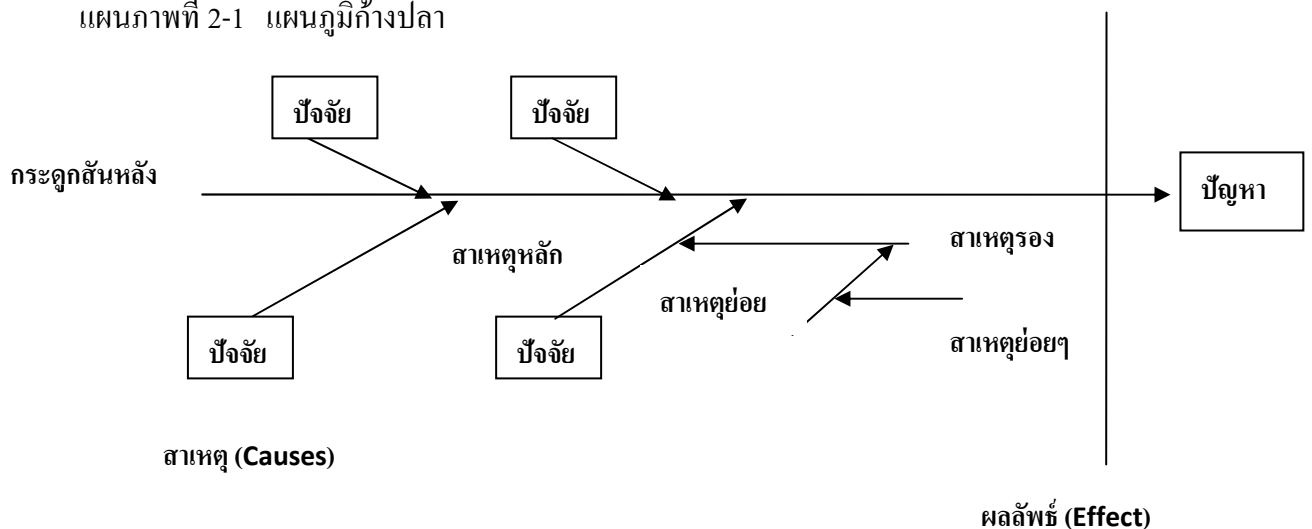 แผนภาพที่ 2-1 แผนภูมิก้างปลา
ปัจจัย
ปัจจัย
กระดูกสันหลัง
ปัญหา
สาเหตุหลัก
สาเหตุรอง
สาเหตุย่อย
ปัจจัย
ปัจจัย
สาเหตุย่อยๆ
สาเหตุ (Causes)
ผลลัพธ์ (Effect)